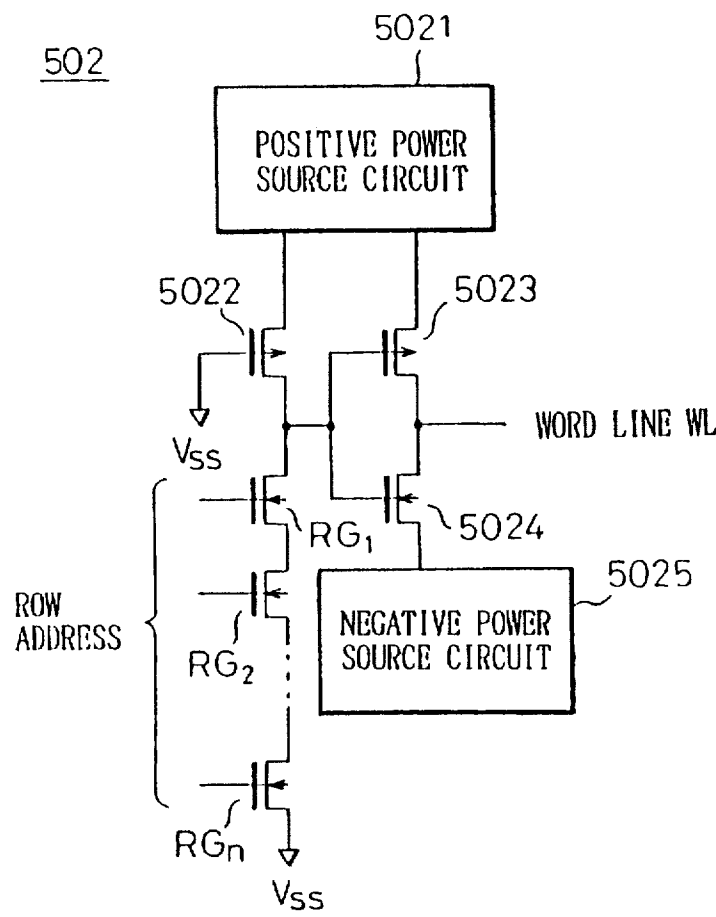 5021
502
POSITIVE POWER
SOURCE CIRCUIT
5022
5023
VSS
WORD LINE WL
RG1
5024
5025
ROW
ADDRESS
RG2
NEGATIVE POWER
SOURCE CIRCUIT
RGn
VSS